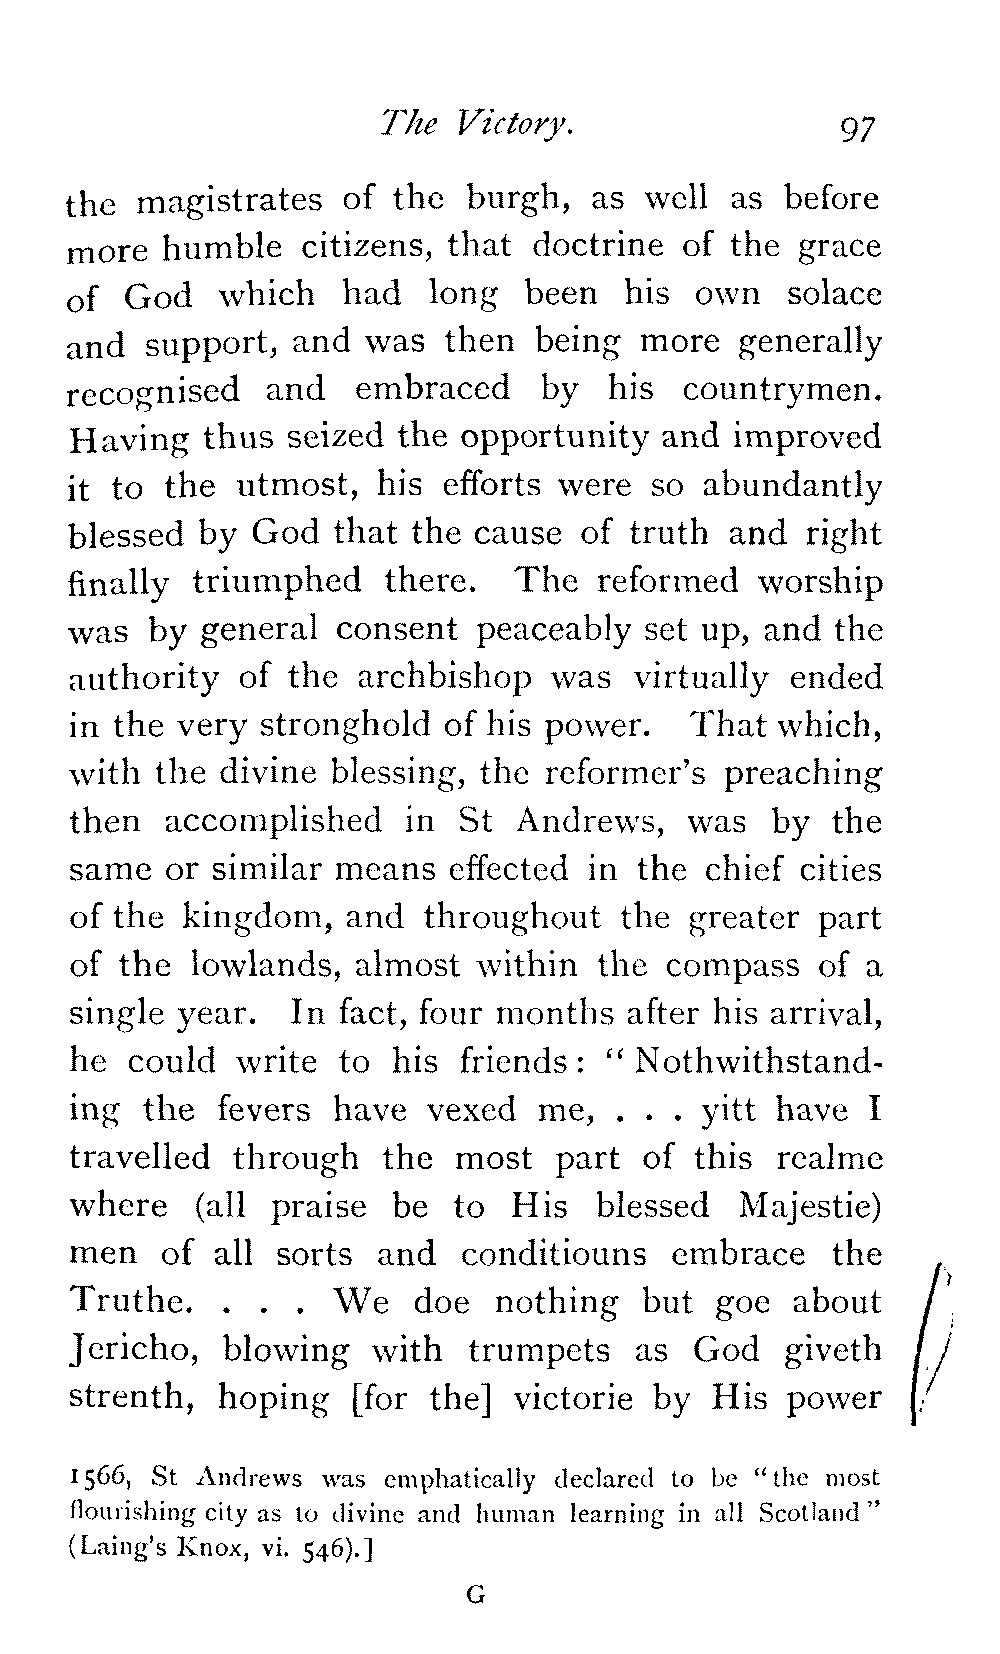 The Victory. 97
the magistrates of the burgh, as well as before
more humble citizens, that doctrine of the grace
of God which had long been his own solace
and support, and was then being more generally
recognised and embraced by his countrymen.
Having thus seized the opportunity and improved
it to the utmost, his efforts were so abundantly
blessed by God that the cause of truth and right
finally triumphed there. The reformed worship
was by general consent peaceably set up, and the
authority of the archbishop was virtually ended
in the very stronghold of his power. That which,
with the divine blessing, the reformer's preaching
then accomplished in St Andrews, was by the
same or similar means effected in the chief cities
of the kingdom, and throughout the greater part
of the lowlands, almost within the compass of a
single year. In fact, four months after his arrival,
he could write to his friends: "Nothwithstand-
ing the fevers have vexed me, . . . yitt have I
travelled through the most part of this realme
where (all praise be to His blessed Majestie)
men of all sorts and conditiouns embrace the
Truthe. . . . We doe nothing but goe about
Jericho, blowing with trumpets as God giveth
strenth, hoping [for the] victorie by His power
1566, St Andrews was emphatically declared to be "the most
flourishing city as to divine and human learning in all Scotland"
(Laing's Knox, vi. 546).]
G